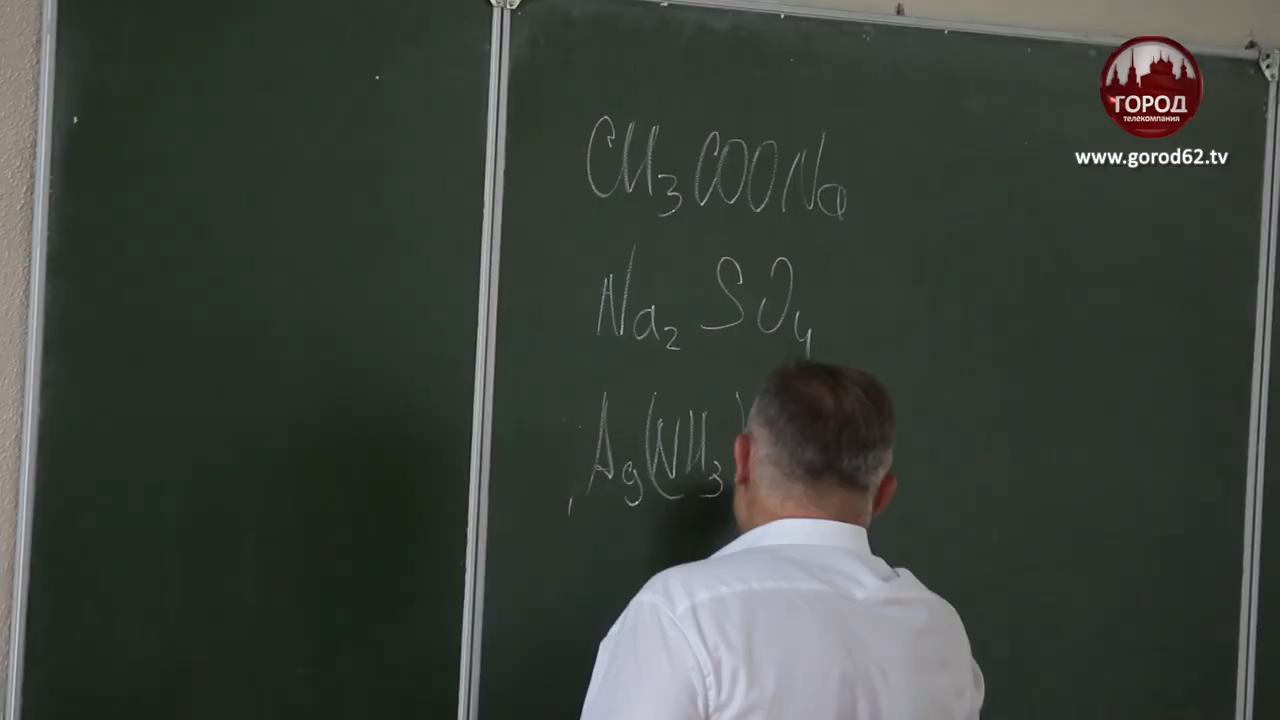 ГОРОД
телекомпания
www.gorod62.tv
CH₃COONa
Na₂SO₄
Ag(NH₃)